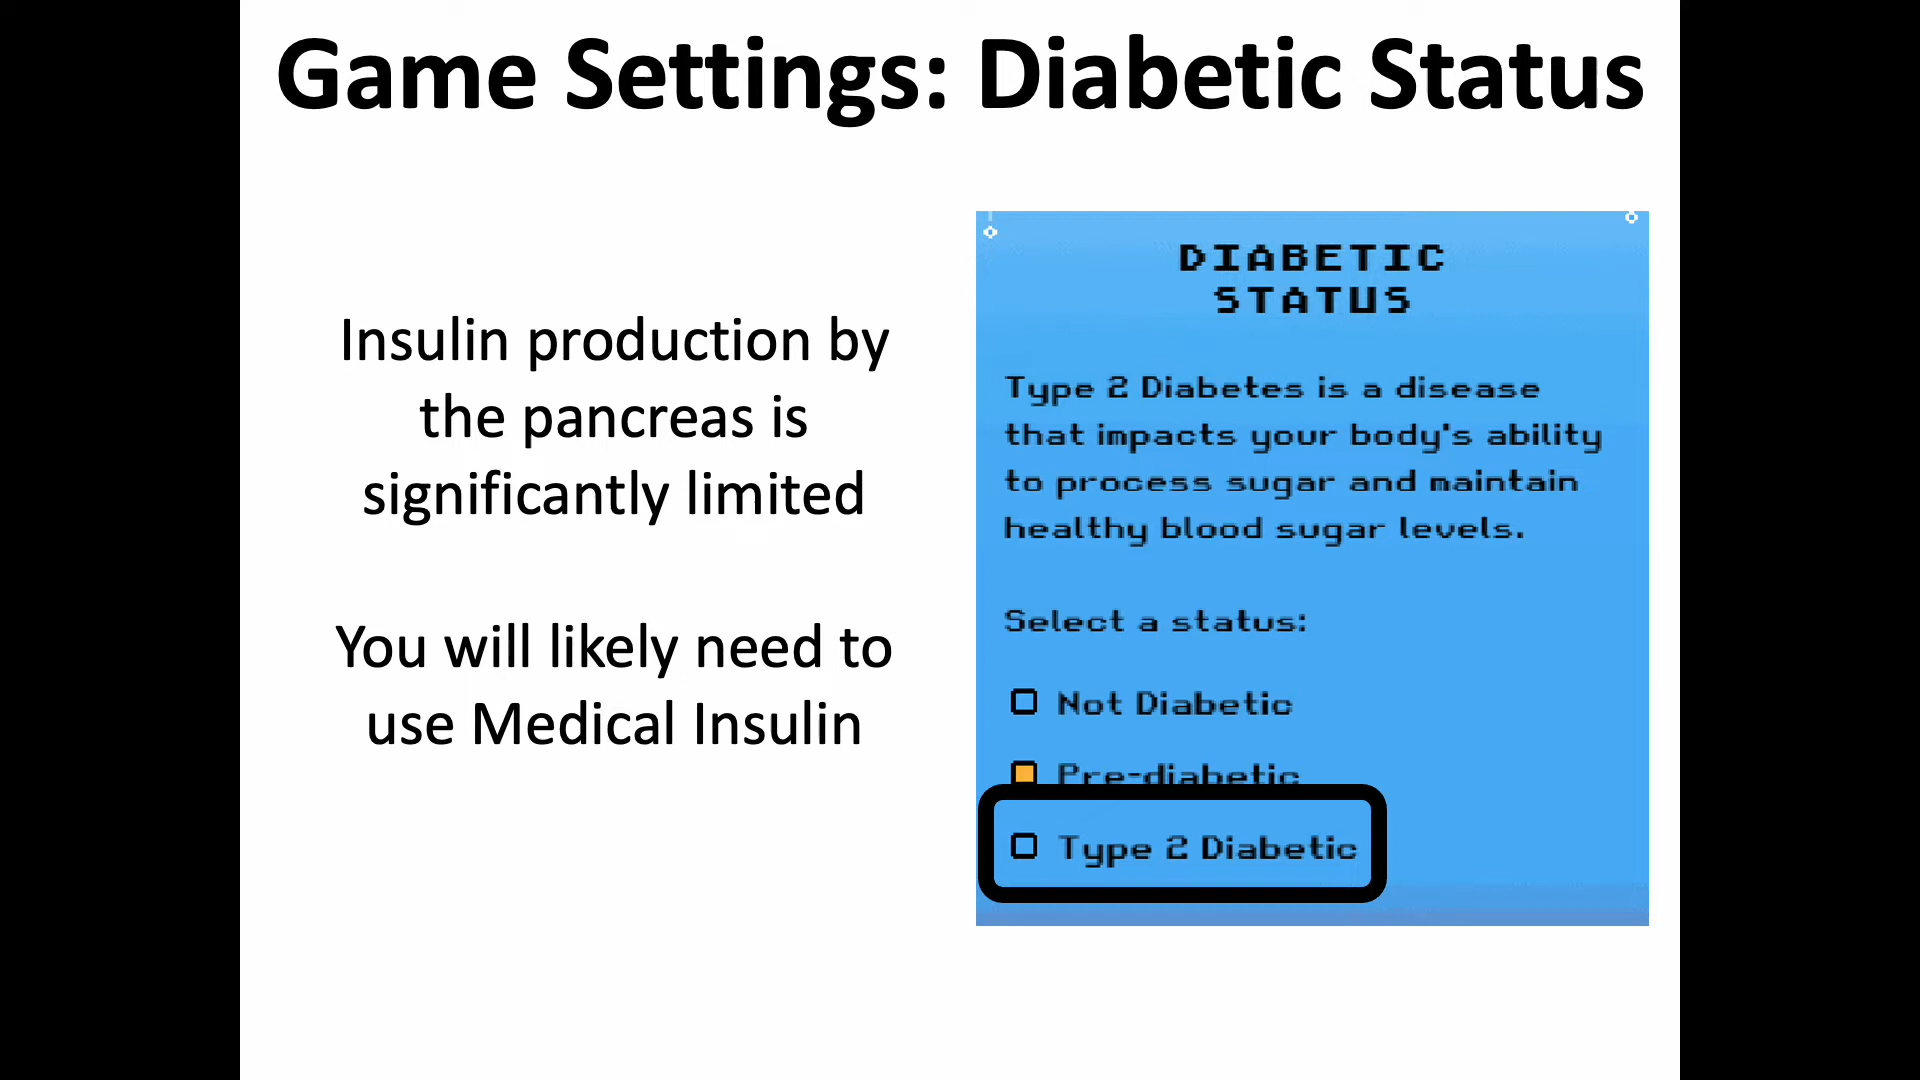 Game Settings: Diabetic Status
Insulin production by
the pancreas is
significantly limited
You will likely need to
use Medical Insulin
DIABETIC
STATUS
Type 2 Diabetes is a disease
that impacts your body's ability
to process sugar and maintain
healthy blood sugar levels.
Select a status:
Not Diabetic
Pre-diabetic
Type 2 Diabetic